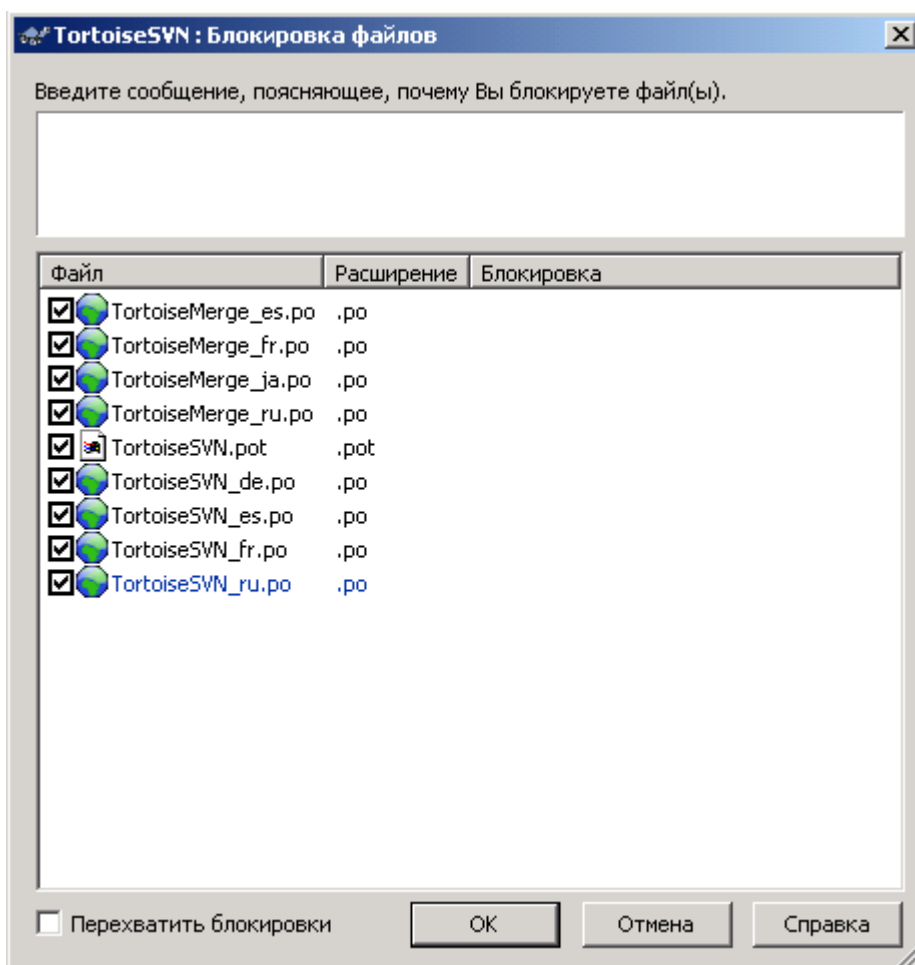 TortoiseSVN : Блокировка файлов
Введите сообщение, поясняющее, почему Вы блокируете файл(ы).
Файл Расширение Блокировка
TortoiseMerge_es.po .po
TortoiseMerge_fr.po .po
TortoiseMerge_ja.po .po
TortoiseMerge_ru.po .po
TortoiseSVN.pot .pot
TortoiseSVN_de.po .po
TortoiseSVN_es.po .po
TortoiseSVN_fr.po .po
TortoiseSVN_ru.po .po
Перехватить блокировки OK Отмена Справка